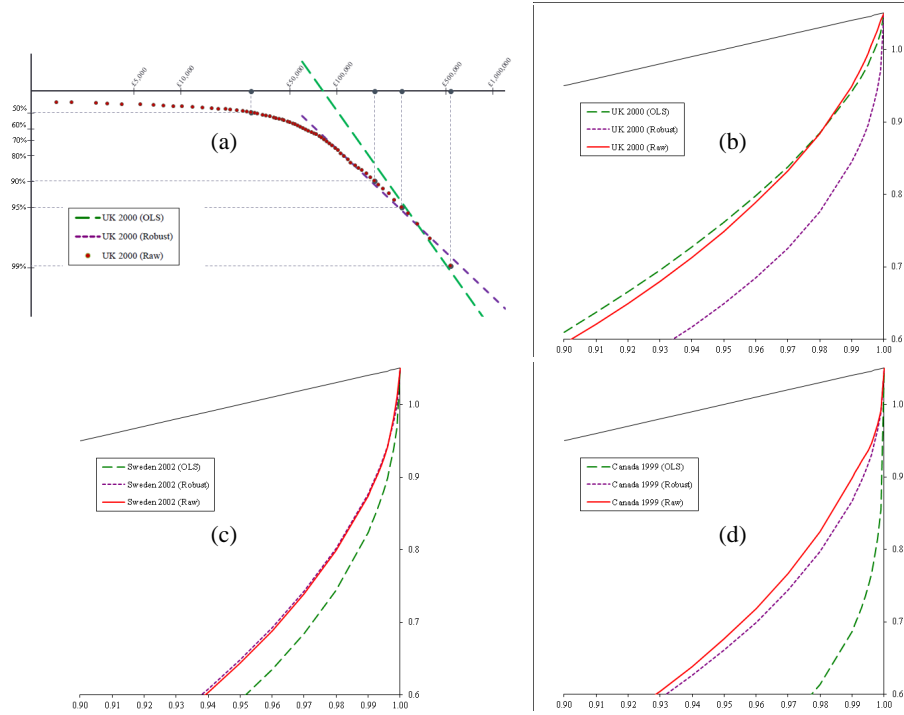 £5,000
£10,000
£50,000
£100,000
£500,000
£1,000,000
50%
60%
70%
80%
90%
95%
99%
(a)
UK 2000 (OLS)
UK 2000 (Robust)
UK 2000 (Raw)
UK 2000 (OLS)
UK 2000 (Robust)
UK 2000 (Raw)
(b)
1.0
0.9
0.8
0.7
0.6
0.90 0.91 0.92 0.93 0.94 0.95 0.96 0.97 0.98 0.99 1.00
Sweden 2002 (OLS)
Sweden 2002 (Robust)
Sweden 2002 (Raw)
(c)
1.0
0.9
0.8
0.7
0.6
0.90 0.91 0.92 0.93 0.94 0.95 0.96 0.97 0.98 0.99 1.00
Canada 1999 (OLS)
Canada 1999 (Robust)
Canada 1999 (Raw)
(d)
1.0
0.9
0.8
0.7
0.6
0.90 0.91 0.92 0.93 0.94 0.95 0.96 0.97 0.98 0.99 1.00